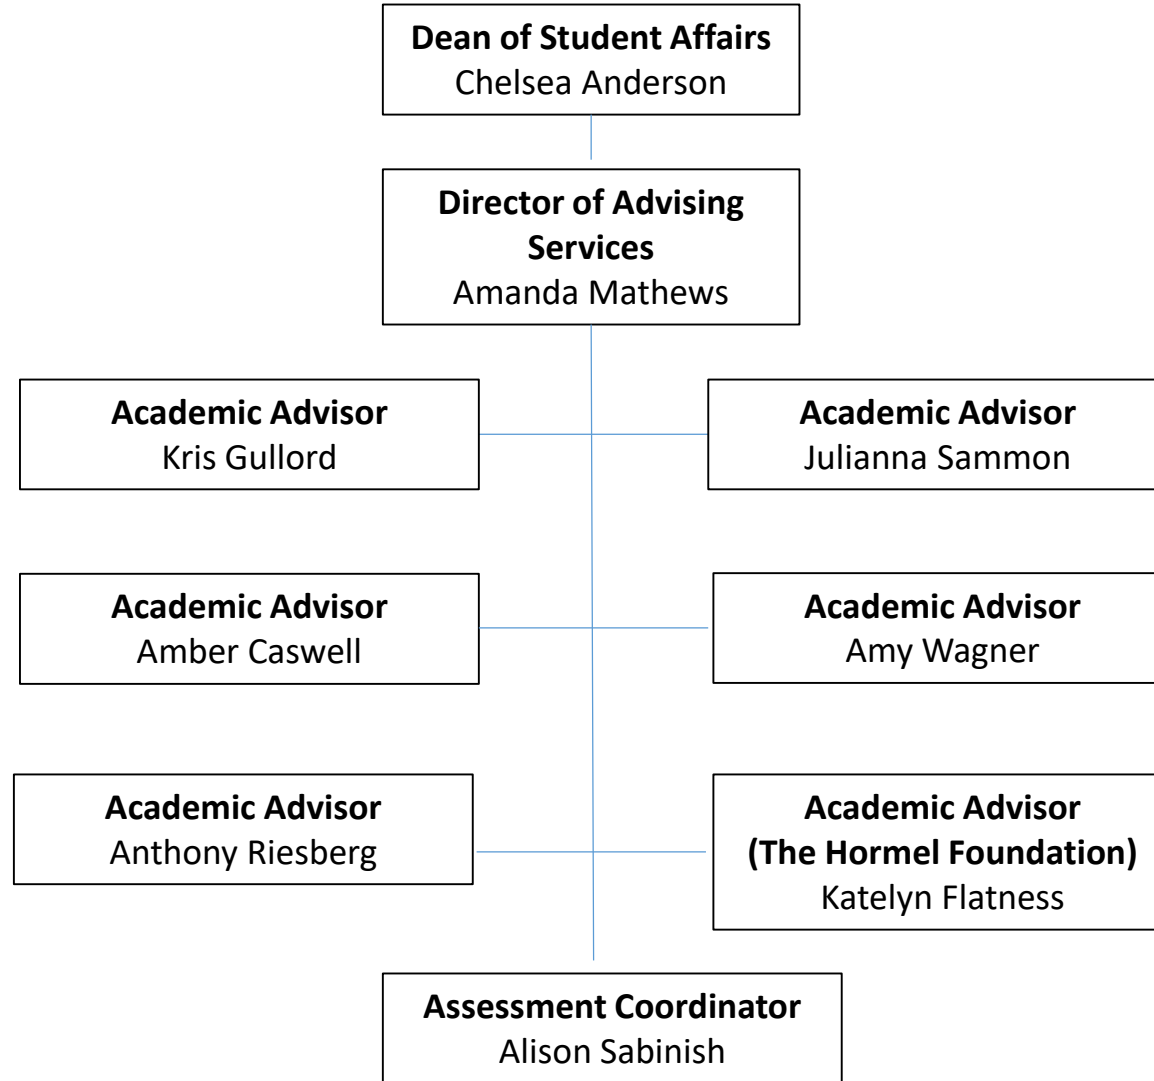 Dean of Student Affairs
Chelsea Anderson
Director of Advising
Services
Amanda Mathews
Academic Advisor
Kris Gullord
Academic Advisor
Julianna Sammon
Academic Advisor
Amber Caswell
Academic Advisor
Amy Wagner
Academic Advisor
Anthony Riesberg
Academic Advisor
(The Hormel Foundation)
Katelyn Flatness
Assessment Coordinator
Alison Sabinish